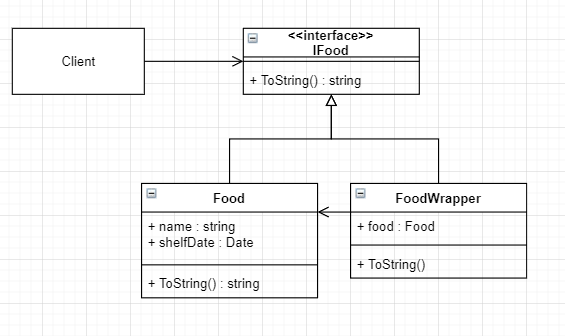 Client
<<interface>>
IFood
+ ToString() : string
Food
+ name : string
+ shelfDate : Date
+ ToString() : string
FoodWrapper
+ food : Food
+ ToString()